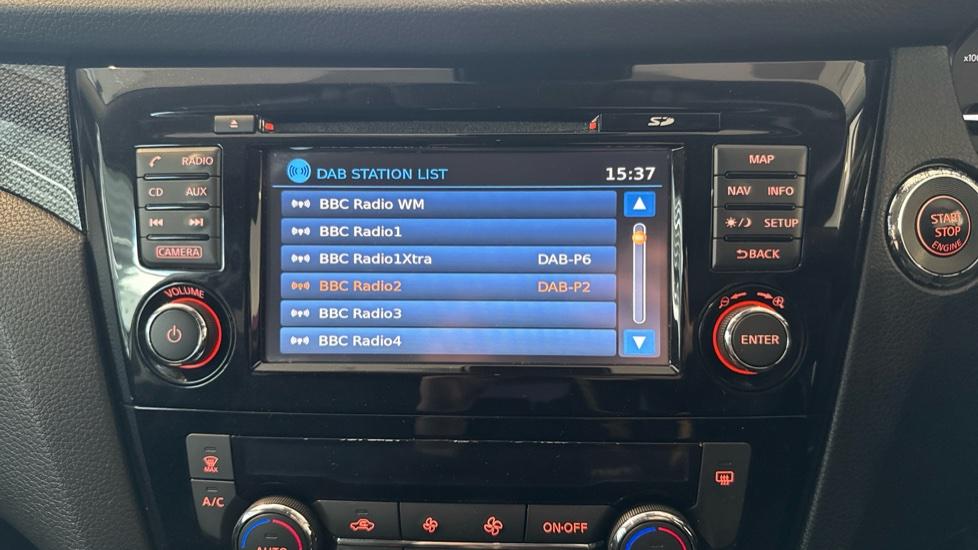 SD
RADIO
CD AUX
CAMERA
VOLUME
DAB STATION LIST 15:37
BBC Radio WM
BBC Radio1
BBC Radio1Xtra DAB-P6
BBC Radio2 DAB-P2
BBC Radio3
BBC Radio4
MAP
NAV INFO
SETUP
BACK
ENTER
START
STOP
ENGINE
MAX
A/C
AUTO
ON·OFF